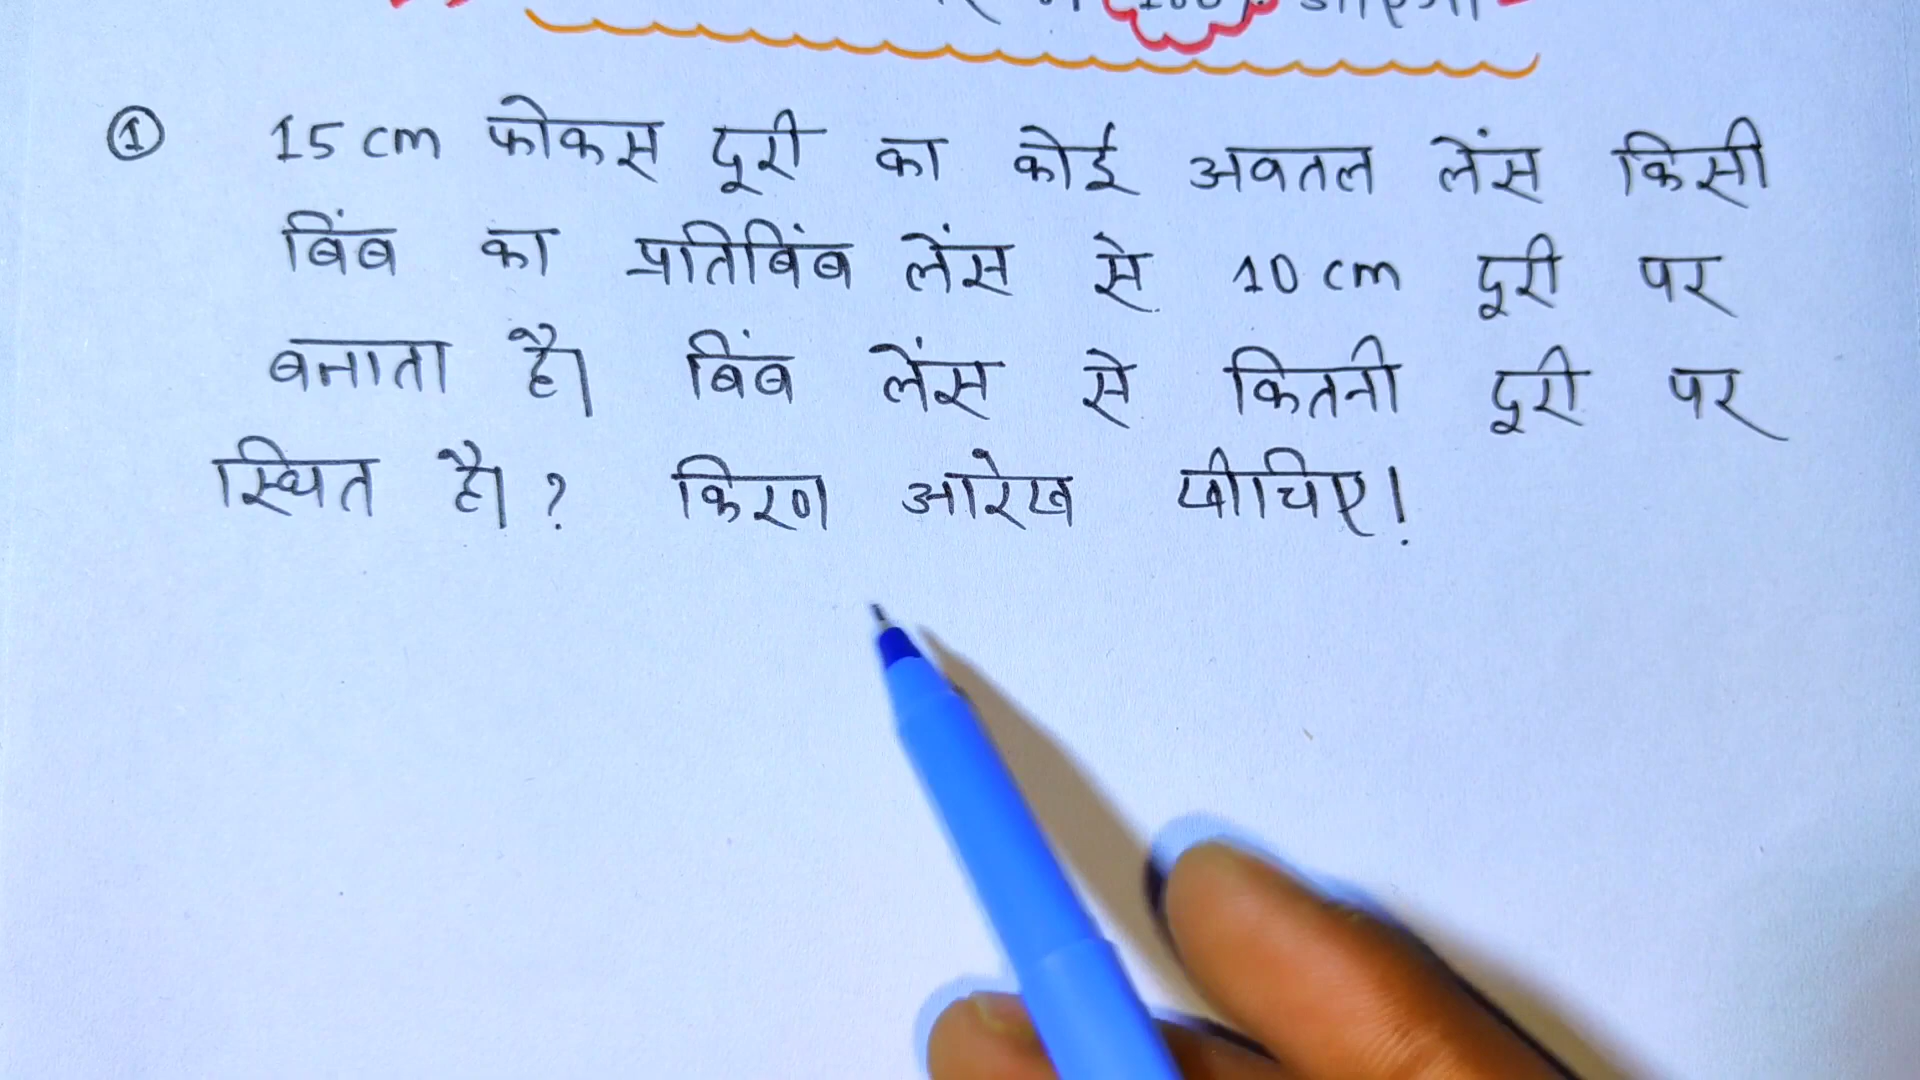 ① 15 cm फोकस दूरी का कोई अवतल लेंस किसी
बिंब का प्रतिबिंब लेंस से 10 cm दूरी पर
बनाता है। बिंब लेंस से कितनी दूरी पर
स्थित है। ? किरण आरेख खीचिए।